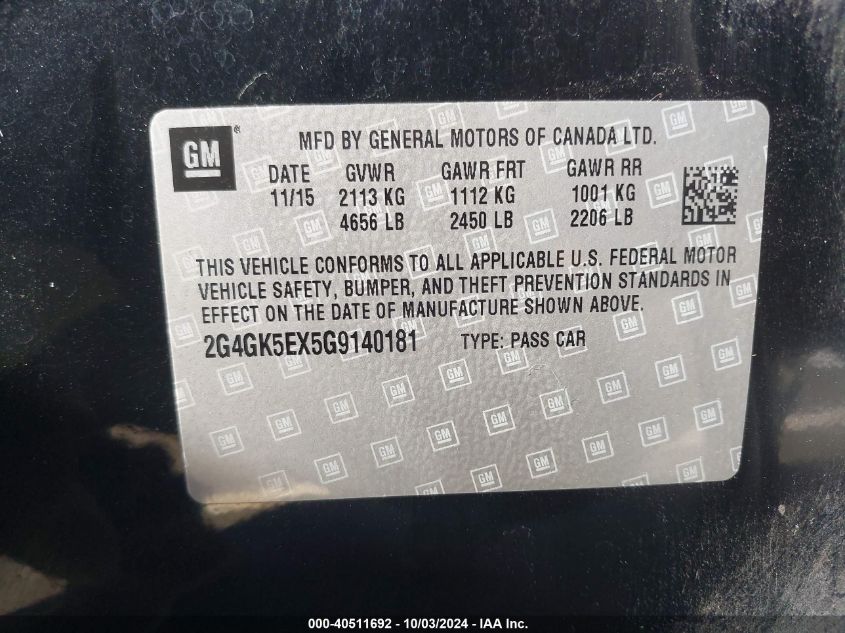 GM ®
MFD BY GENERAL MOTORS OF CANADA LTD.
DATE GVWR GAWR FRT GAWR RR
11/15 2113 KG 1112 KG 1001 KG
4656 LB 2450 LB 2206 LB
THIS VEHICLE CONFORMS TO ALL APPLICABLE U.S. FEDERAL MOTOR
VEHICLE SAFETY, BUMPER, AND THEFT PREVENTION STANDARDS IN
EFFECT ON THE DATE OF MANUFACTURE SHOWN ABOVE.
2G4GK5EX5G9140181 TYPE: PASS CAR
000-40511692 - 10/03/2024 - IAA Inc.